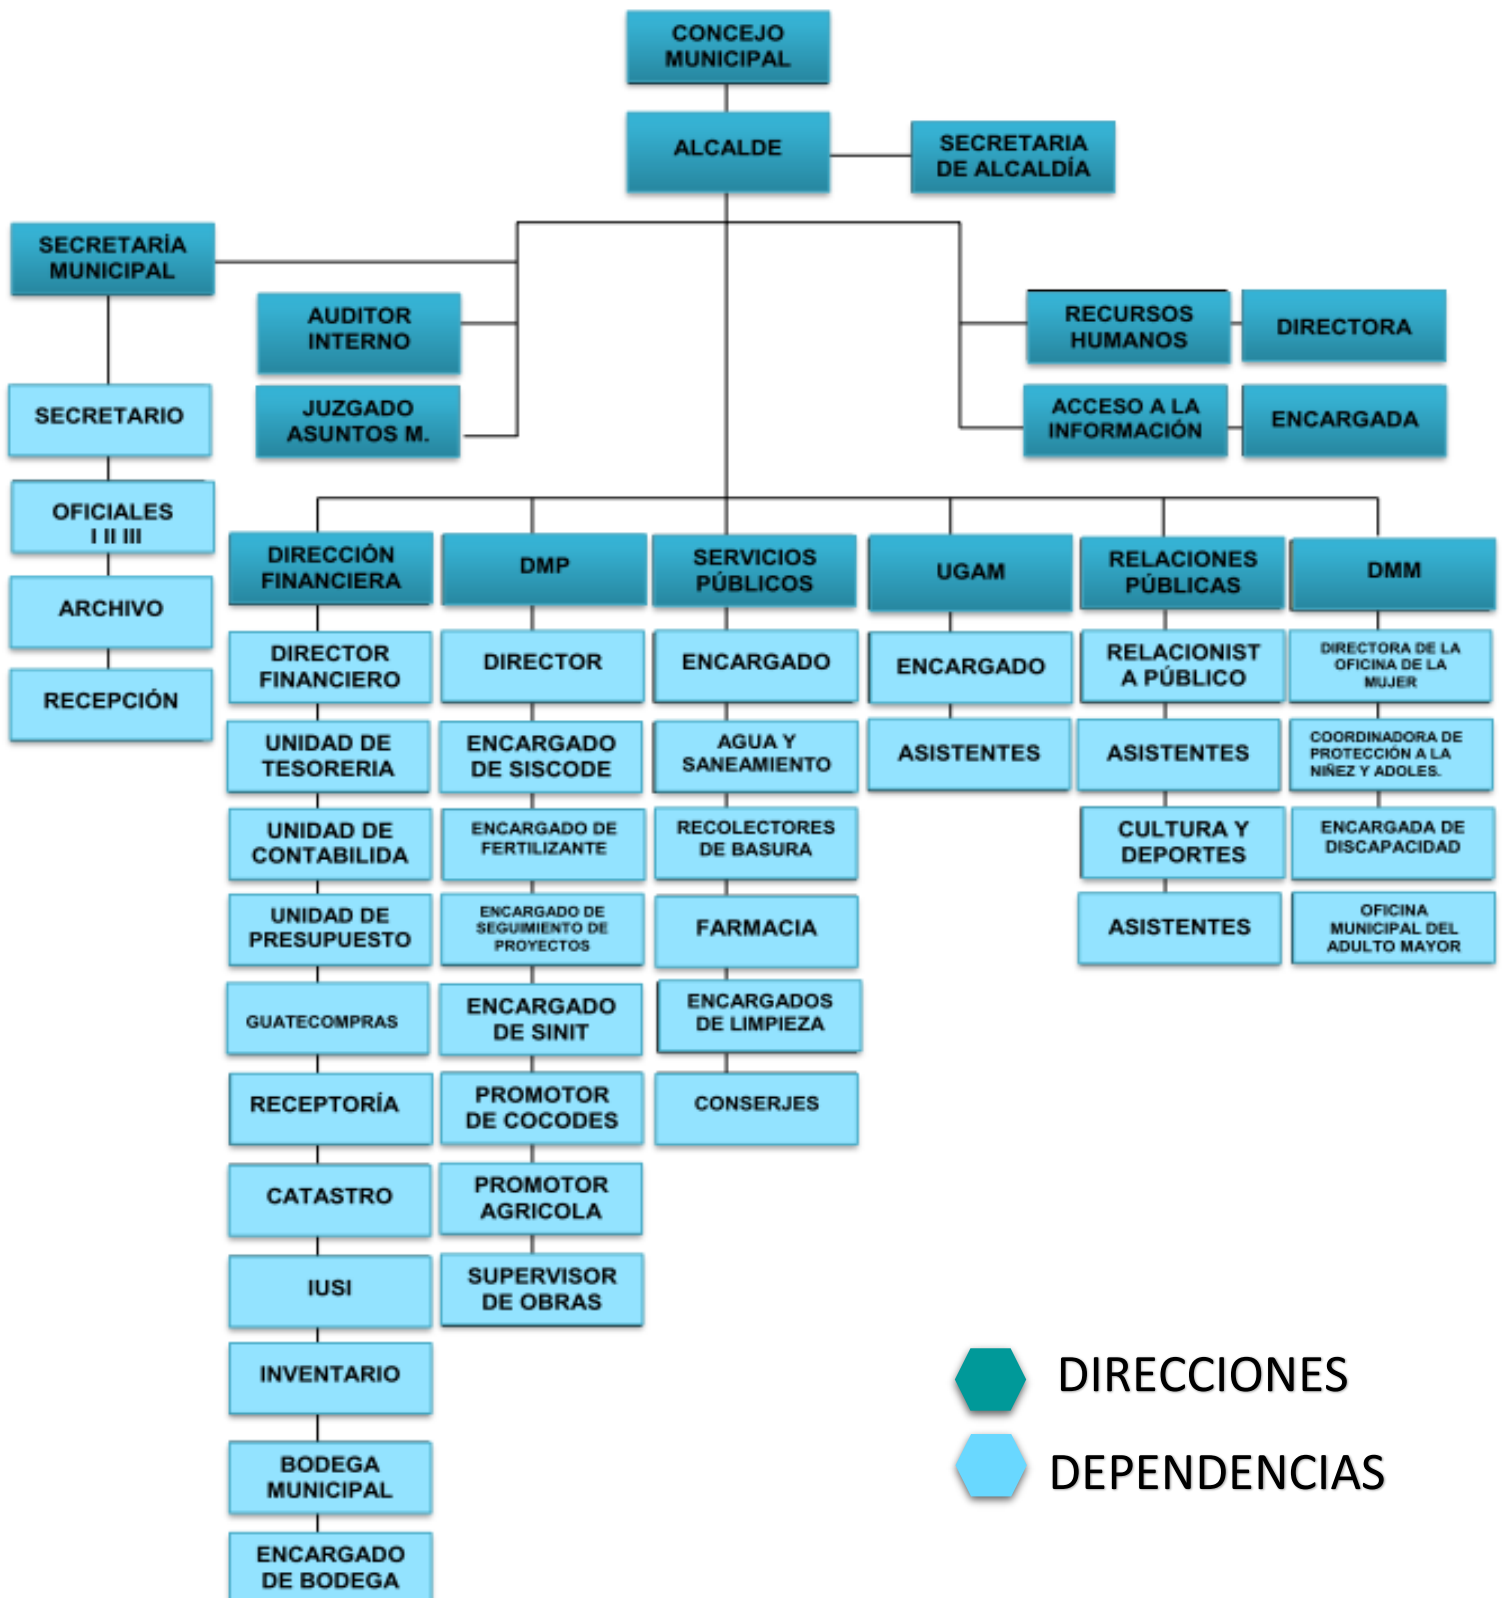 CONCEJO
MUNICIPAL
ALCALDE
SECRETARIA
DE ALCALDÍA
SECRETARÍA
MUNICIPAL
AUDITOR
INTERNO
JUZGADO
ASUNTOS M.
RECURSOS
HUMANOS
DIRECTORA
ACCESO A LA
INFORMACIÓN
ENCARGADA
SECRETARIO
OFICIALES
I II III
ARCHIVO
RECEPCIÓN
DIRECCIÓN
FINANCIERA
DIRECTOR
FINANCIERO
UNIDAD DE
TESORERIA
UNIDAD DE
CONTABILIDA
UNIDAD DE
PRESUPUESTO
GUATECOMPRAS
RECEPTORÍA
CATASTRO
IUSI
INVENTARIO
BODEGA
MUNICIPAL
ENCARGADO
DE BODEGA
DMP
DIRECTOR
ENCARGADO
DE SISCODE
ENCARGADO DE
FERTILIZANTE
ENCARGADO DE
SEGUIMIENTO DE
PROYECTOS
ENCARGADO
DE SINIT
PROMOTOR
DE COCODES
PROMOTOR
AGRICOLA
SUPERVISOR
DE OBRAS
SERVICIOS
PÚBLICOS
ENCARGADO
AGUA Y
SANEAMIENTO
RECOLECTORES
DE BASURA
FARMACIA
ENCARGADOS
DE LIMPIEZA
CONSERJES
UGAM
ENCARGADO
ASISTENTES
RELACIONES
PÚBLICAS
RELACIONIST
A PÚBLICO
ASISTENTES
CULTURA Y
DEPORTES
ASISTENTES
DMM
DIRECTORA DE LA
OFICINA DE LA
MUJER
COORDINADORA DE
PROTECCIÓN A LA
NIÑEZ Y ADOLES.
ENCARGADA DE
DISCAPACIDAD
OFICINA
MUNICIPAL DEL
ADULTO MAYOR
DIRECCIONES
DEPENDENCIAS